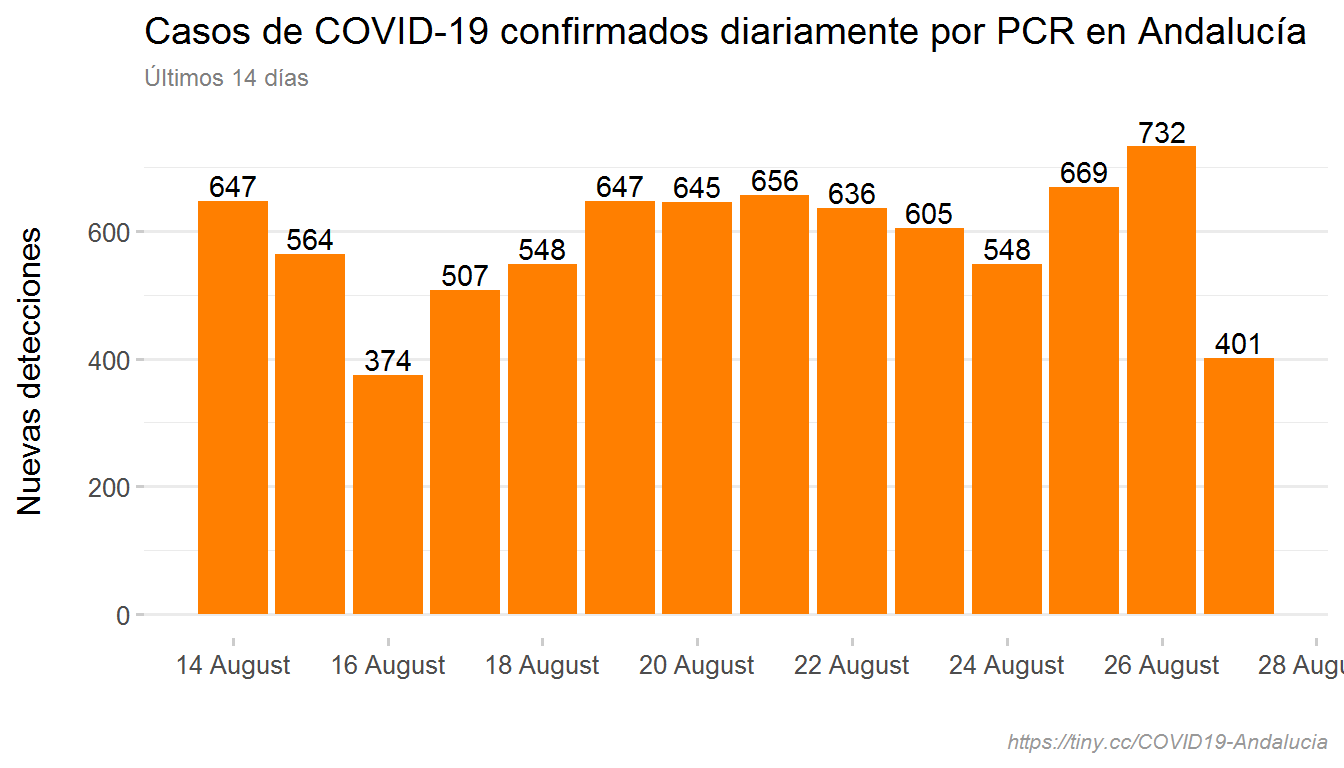 Casos de COVID-19 confirmados diariamente por PCR en Andalucía
Últimos 14 días
Nuevas detecciones
600
400
200
0
647
564
374
507
548
647
645
656
636
605
548
669
732
401
14 August
16 August
18 August
20 August
22 August
24 August
26 August
28 Augu
https://tiny.cc/COVID19-Andalucia